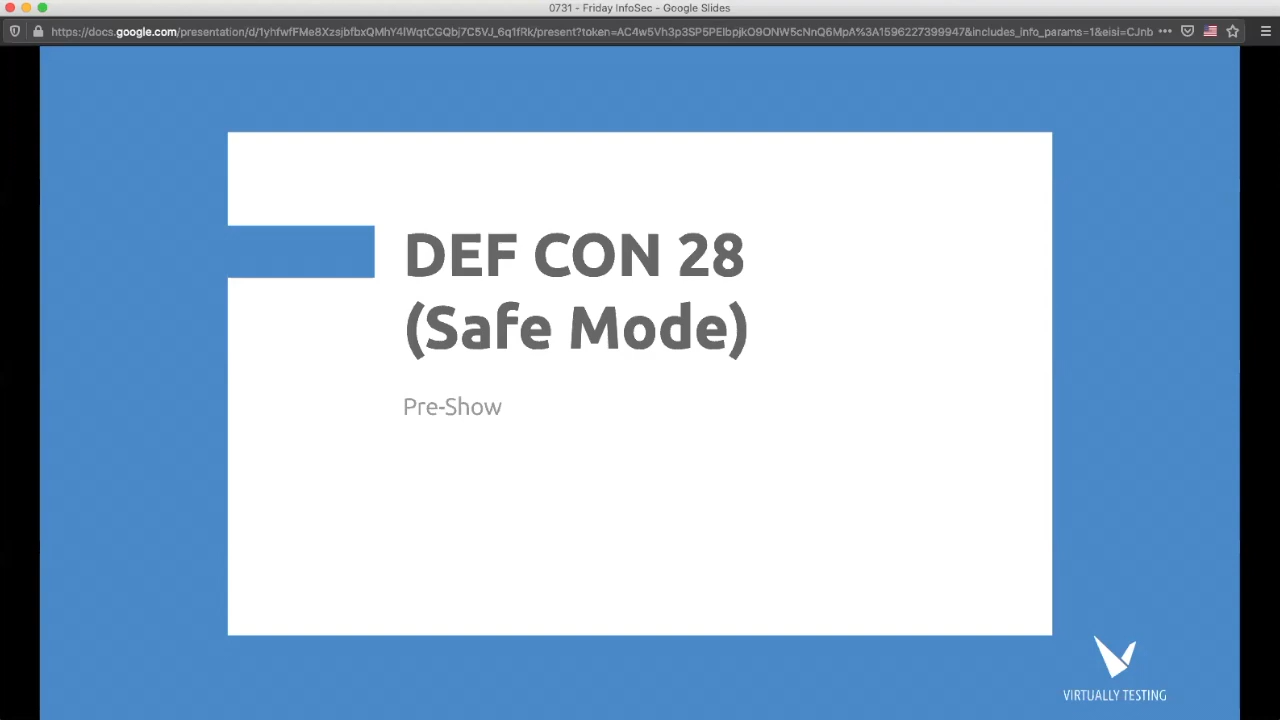 0731 - Friday InfoSec - Google Slides
DEF CON 28
(Safe Mode)
Pre-Show
VIRTUALLY TESTING